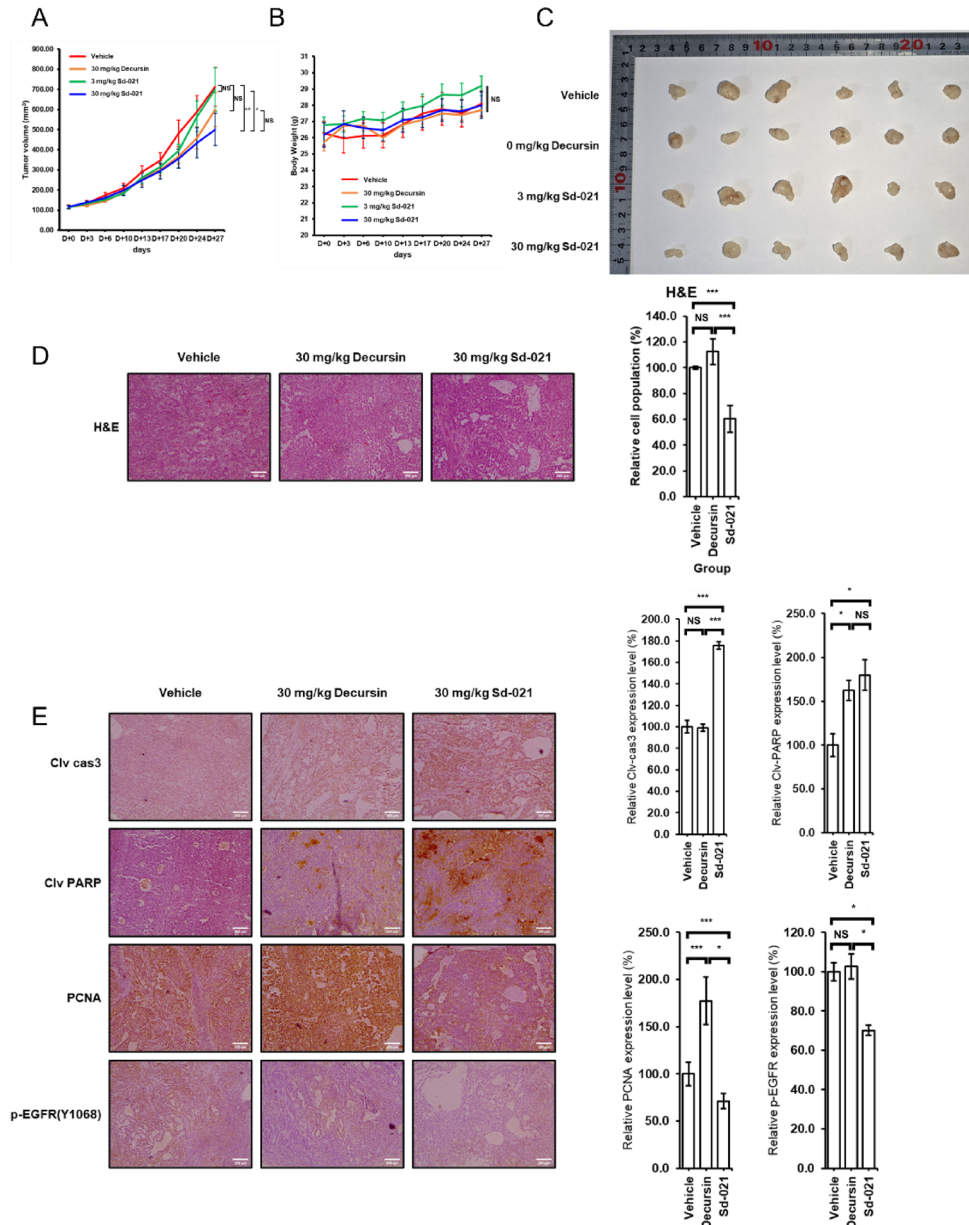 A
900.00
800.00
700.00
600.00
500.00
400.00
300.00
200.00
100.00
Tumor volume (mm³)
Vehicle
30 mg/kg Decursin
3 mg/kg Sd-021
30 mg/kg Sd-021
NS
NS
NS
D+0 D+3 D+6 D+10 D+13 D+17 D+20 D+24 D+27
days
B
31
30
29
28
27
26
25
24
23
22
21
20
Body Weight(g)
NS
Vehicle
30 mg/kg Decursin
3 mg/kg Sd-021
30 mg/kg Sd-021
D+0 D+3 D+6 D+10 D+13 D+17 D+20 D+24 D+27
days
C
Vehicle
0 mg/kg Decursin
3 mg/kg Sd-021
30 mg/kg Sd-021
D
Vehicle
30 mg/kg Decursin
30 mg/kg Sd-021
H&E
H&E
***
NS
***
140.0
120.0
100.0
80.0
60.0
40.0
20.0
0.0
Relative cell population (%)
Vehicle
Decursin
Sd-021
Group
E
Vehicle
30 mg/kg Decursin
30 mg/kg Sd-021
Clv cas3
Clv PARP
PCNA
p-EGFR(Y1068)
***
NS
***
200.0
180.0
160.0
140.0
120.0
100.0
80.0
60.0
40.0
20.0
0.0
Relative Clv-cas3 expression level (%)
Vehicle
Decursin
Sd-021
*
*
NS
250.0
200.0
150.0
100.0
50.0
0.0
Relative Clv-PARP expression level (%)
Vehicle
Decursin
Sd-021
***
***
*
250.0
200.0
150.0
100.0
50.0
0.0
Relative PCNA expression level (%)
Vehicle
Decursin
Sd-021
*
NS
*
120.0
100.0
80.0
60.0
40.0
20.0
0.0
Relative p-EGFR expression level (%)
Vehicle
Decursin
Sd-021